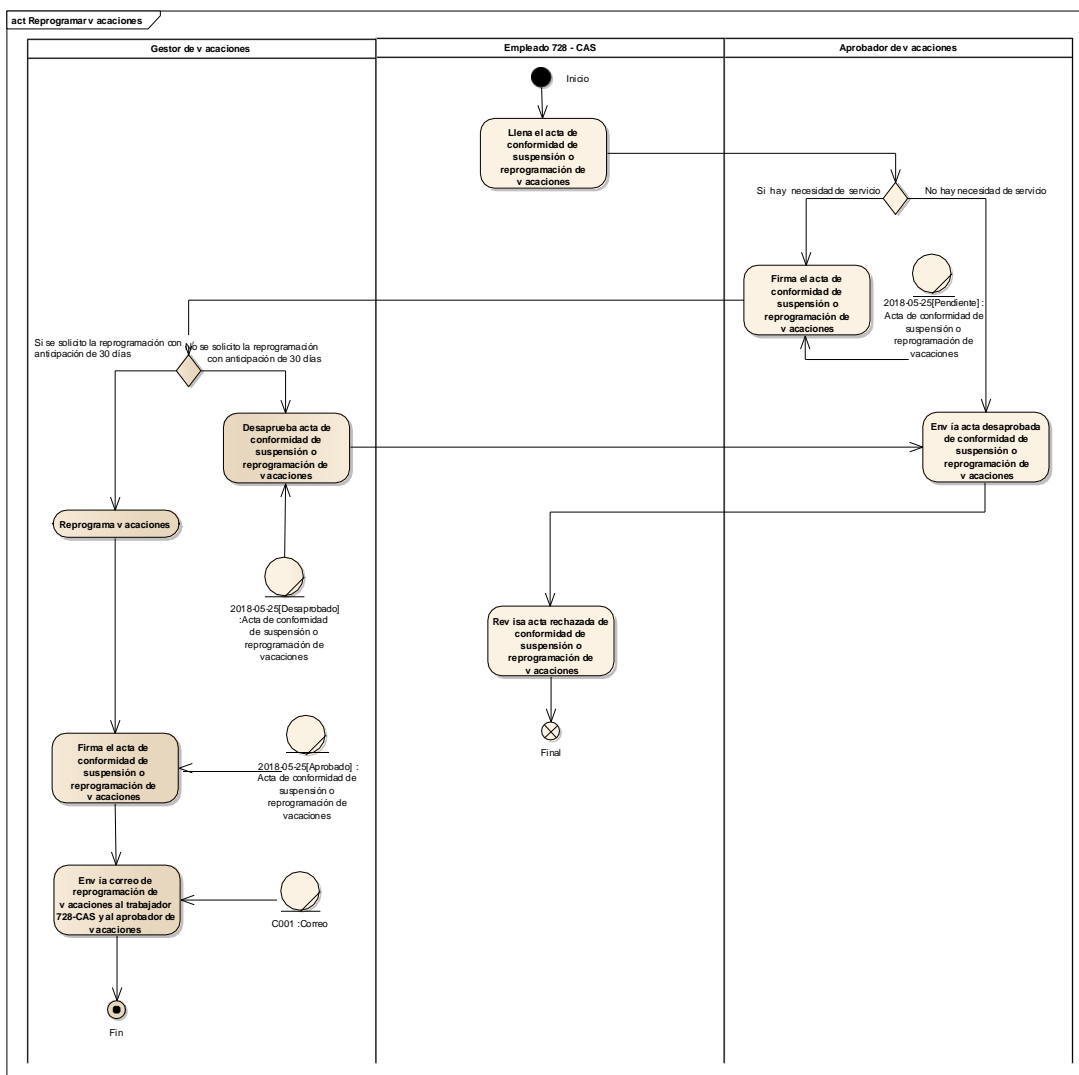 act Reprogramar v acaciones
Gestor de v acaciones
Empleado 728 - CAS
Aprobador de v acaciones
Inicio
Llena el acta de
conformidad de
suspensión o
reprogramación de
v acaciones
Si hay necesidad de servicio
No hay necesidad de servicio
Firma el acta de
conformidad de
suspensión o
reprogramación de
v acaciones
2018-05-25[Pendiente] :
Acta de conformidad de
suspensión o
reprogramación de
vacaciones
Si se solicito la reprogramación con
anticipación de 30 días
No se solicito la reprogramación
con anticipación de 30 días
Desaprueba acta de
conformidad de
suspensión o
reprogramación de
v acaciones
Env ía acta desaprobada
de conformidad de
suspensión o
reprogramación de
v acaciones
Reprograma v acaciones
2018-05-25[Desaprobado]
:Acta de conformidad
de suspensión o
reprogramación de
vacaciones
Rev isa acta rechazada de
conformidad de
suspensión o
reprogramación de
v acaciones
Final
Firma el acta de
conformidad de
suspensión o
reprogramación de
v acaciones
2018-05-25[Aprobado] :
Acta de conformidad de
suspensión o
reprogramación de
vacaciones
Env ía correo de
reprogramación de
v acaciones al trabajador
728-CAS y al aprobador de
v acaciones
C001 :Correo
Fin